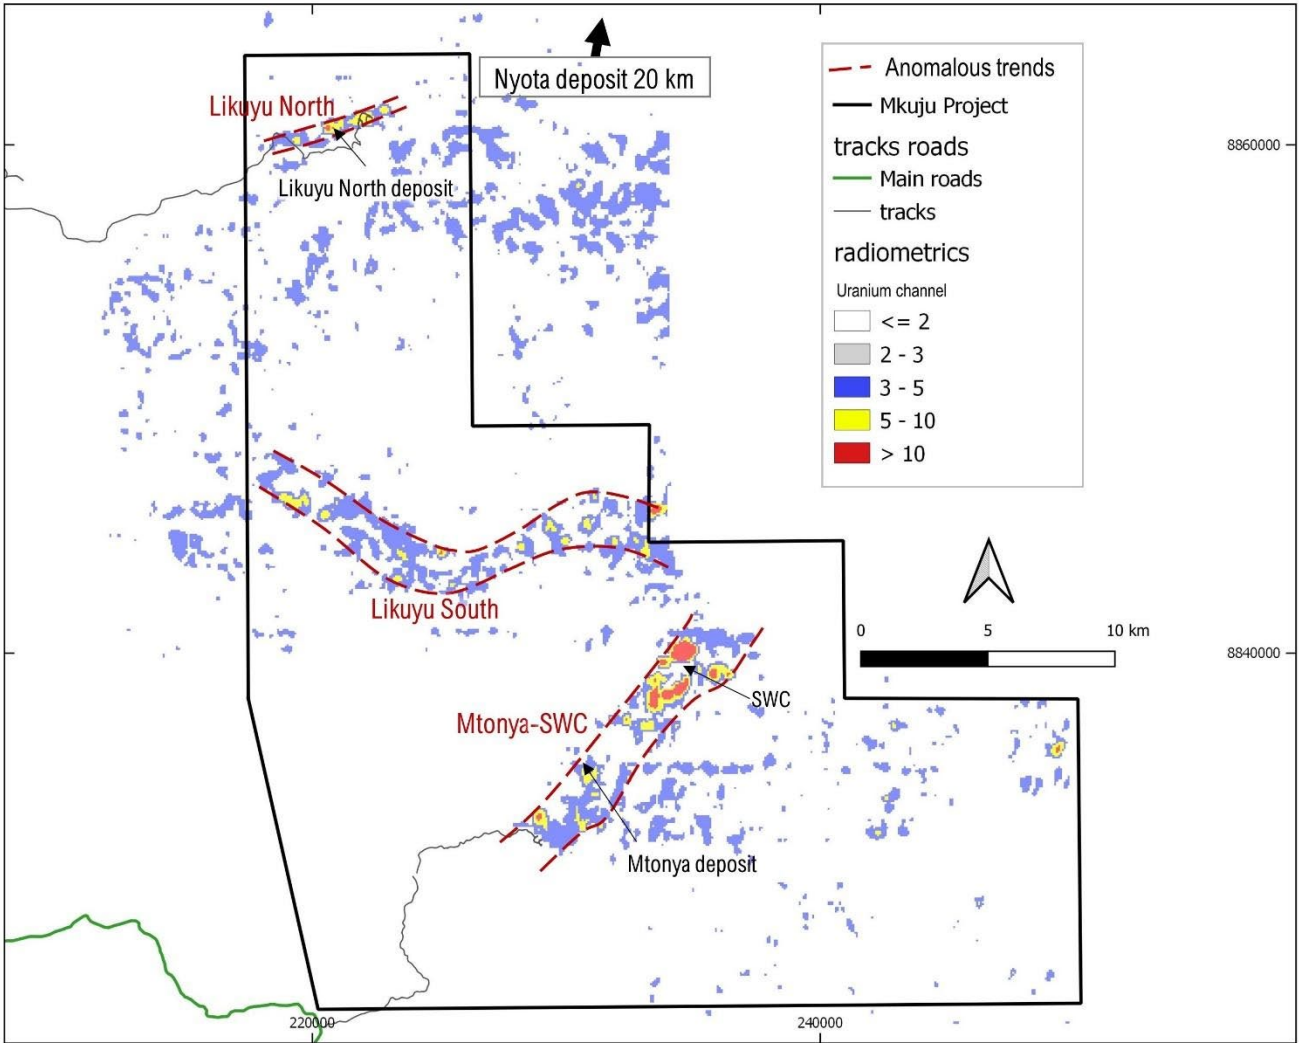 Nyota deposit 20 km
Anomalous trends
Mkuju Project
tracks roads
Main roads
tracks
radiometrics
Uranium channel
<= 2
2 - 3
3 - 5
5 - 10
> 10
Likuyu North
Likuyu North deposit
8860000
Likuyu South
0 5 10 km
8840000
SWC
Mtonya-SWC
Mtonya deposit
220000 240000